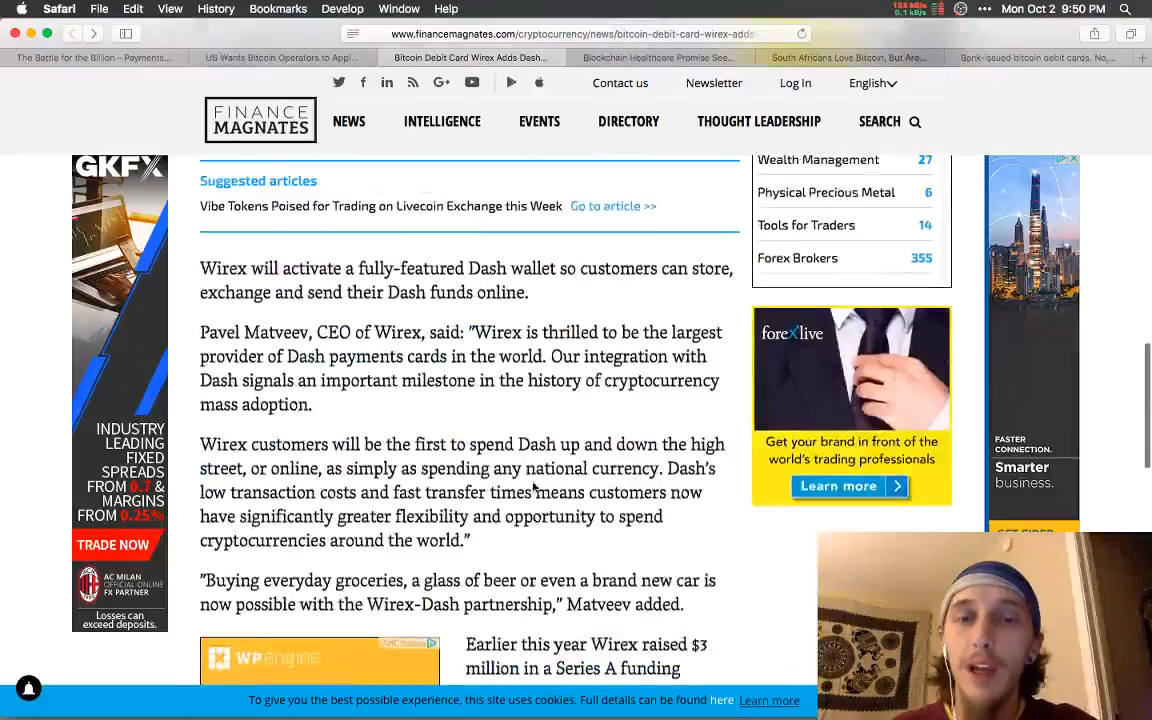 Safari File Edit View History Bookmarks Develop Window Help
Mon Oct 2 9:50 PM
www.financemagnates.com/cryptocurrency/news/bitcoin-debit-card-wirex-adds-
The Battle for the Billion – Payments...
US Wants Bitcoin Operators to Appl...
Bitcoin Debit Card Wirex Adds Dash...
Blockchain Healthcare Promise See...
South Africans Love Bitcoin, But Are,...
Bank-issued bitcoin debit cards. No,...
Contact us Newsletter Log In English
FINANCE
MAGNATES
NEWS INTELLIGENCE EVENTS DIRECTORY THOUGHT LEADERSHIP SEARCH
GKFX
INDUSTRY
LEADING
FIXED
SPREADS
FROM 0.7 &
MARGINS
FROM 0.25%
TRADE NOW
AC MILAN
OFFICIAL ONLINE
FX PARTNER
Losses can
exceed deposits.
Suggested articles
Vibe Tokens Poised for Trading on Livecoin Exchange this Week Go to article >>
Wirex will activate a fully-featured Dash wallet so customers can store,
exchange and send their Dash funds online.
Pavel Matveev, CEO of Wirex, said: "Wirex is thrilled to be the largest
provider of Dash payments cards in the world. Our integration with
Dash signals an important milestone in the history of cryptocurrency
mass adoption.
Wirex customers will be the first to spend Dash up and down the high
street, or online, as simply as spending any national currency. Dash's
low transaction costs and fast transfer times means customers now
have significantly greater flexibility and opportunity to spend
cryptocurrencies around the world."
"Buying everyday groceries, a glass of beer or even a brand new car is
now possible with the Wirex-Dash partnership," Matveev added.
WPengine
Earlier this year Wirex raised $3
million in a Series A funding
Wealth Management 27
Physical Precious Metal 6
Tools for Traders 14
Forex Brokers 355
forexlive
Get your brand in front of the
world's trading professionals
Learn more
FASTER
CONNECTION.
Smarter
business.
To give you the best possible experience, this site uses cookies. Full details can be found here Learn more